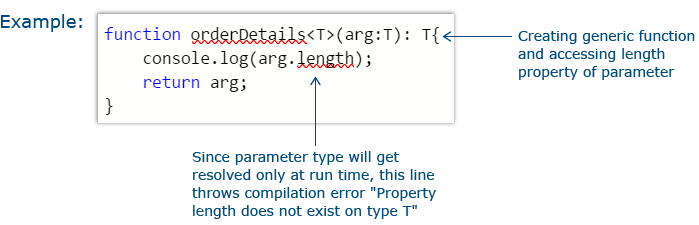 Example:
function orderDetails<T>(arg:T): T{
console.log(arg.length);
return arg;
}
Creating generic function
and accessing length
property of parameter
Since parameter type will get
resolved only at run time, this line
throws compilation error "Property
length does not exist on type T"